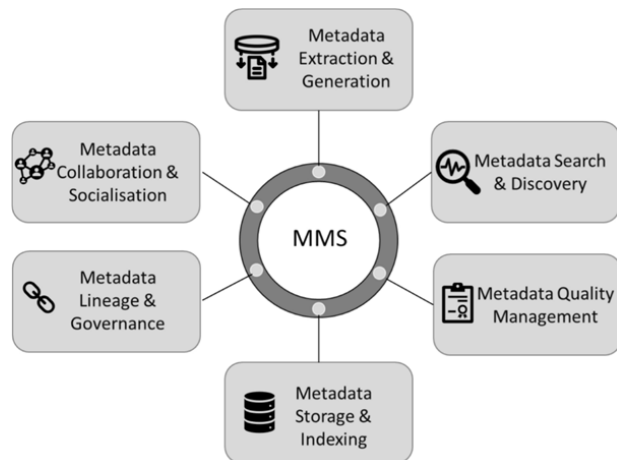 Metadata
Extraction &
Generation
Metadata
Collaboration &
Socialisation
Metadata Search
& Discovery
MMS
Metadata
Lineage &
Governance
Metadata Quality
Management
Metadata
Storage &
Indexing